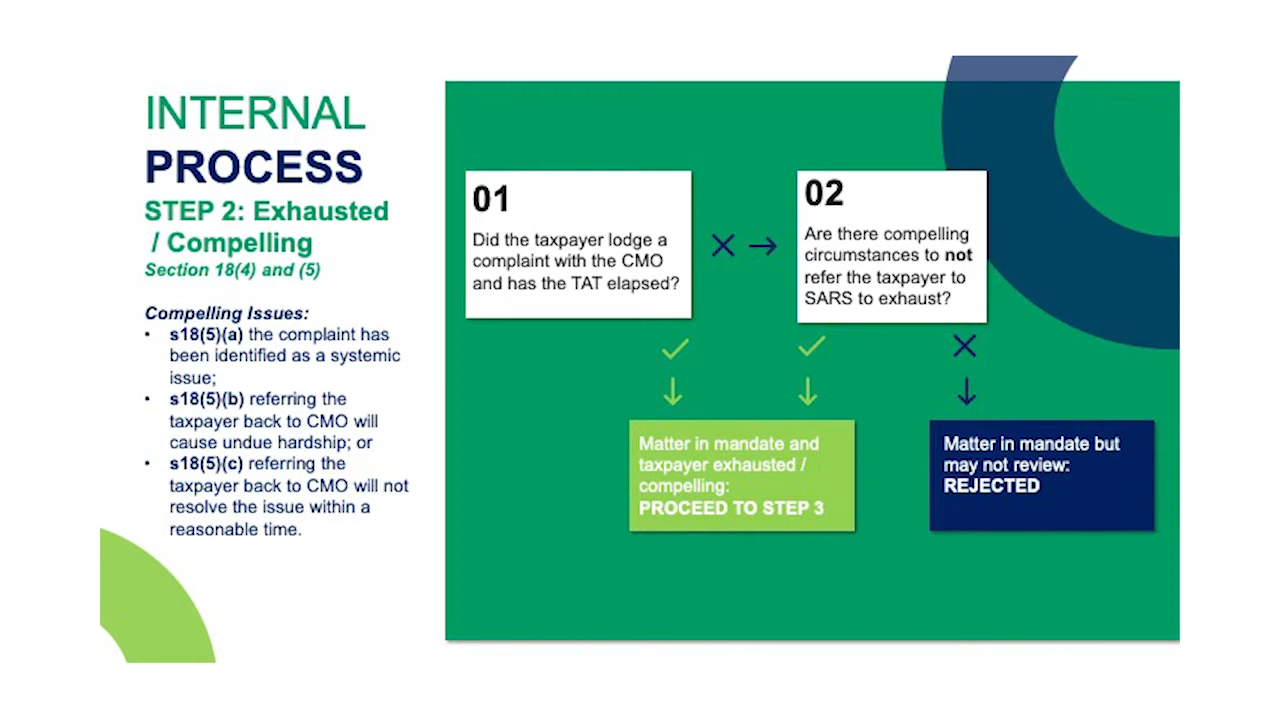 INTERNAL
PROCESS
STEP 2: Exhausted
/ Compelling
Section 18(4) and (5)
Compelling Issues:
• s18(5)(a) the complaint has
been identified as a systemic
issue;
• s18(5)(b) referring the
taxpayer back to CMO will
cause undue hardship; or
• s18(5)(c) referring the
taxpayer back to CMO will not
resolve the issue within a
reasonable time.
01
Did the taxpayer lodge a
complaint with the CMO
and has the TAT elapsed?
02
Are there compelling
circumstances to not
refer the taxpayer to
SARS to exhaust?
Matter in mandate and
taxpayer exhausted /
compelling:
PROCEED TO STEP 3
Matter in mandate but
may not review:
REJECTED